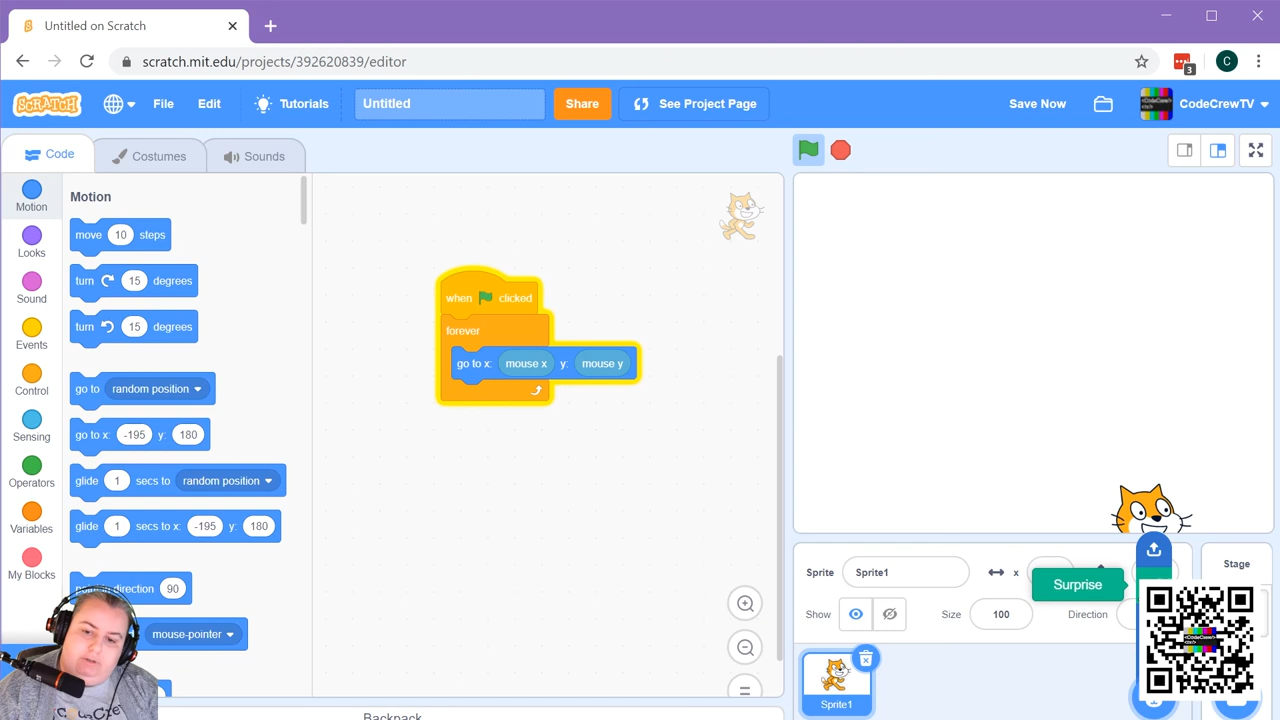 Untitled on Scratch
scratch.mit.edu/projects/392620839/editor
3
C
SCRATCH
File
Edit
Tutorials
Untitled
Share
See Project Page
Save Now
CodeCrewTV
Code
Costumes
Sounds
Motion
Looks
Sound
Events
Control
Sensing
Operators
Variables
My Blocks
Motion
move 10 steps
turn 15 degrees
turn 15 degrees
go to random position
go to x: -195 y: 180
glide 1 secs to random position
glide 1 secs to x: -195 y: 180
point in direction 90
mouse-pointer
when clicked
forever
go to x: mouse x y: mouse y
Sprite
Sprite1
x
Surprise
Show
Size
100
Direction
Sprite1
Stage
Backpack